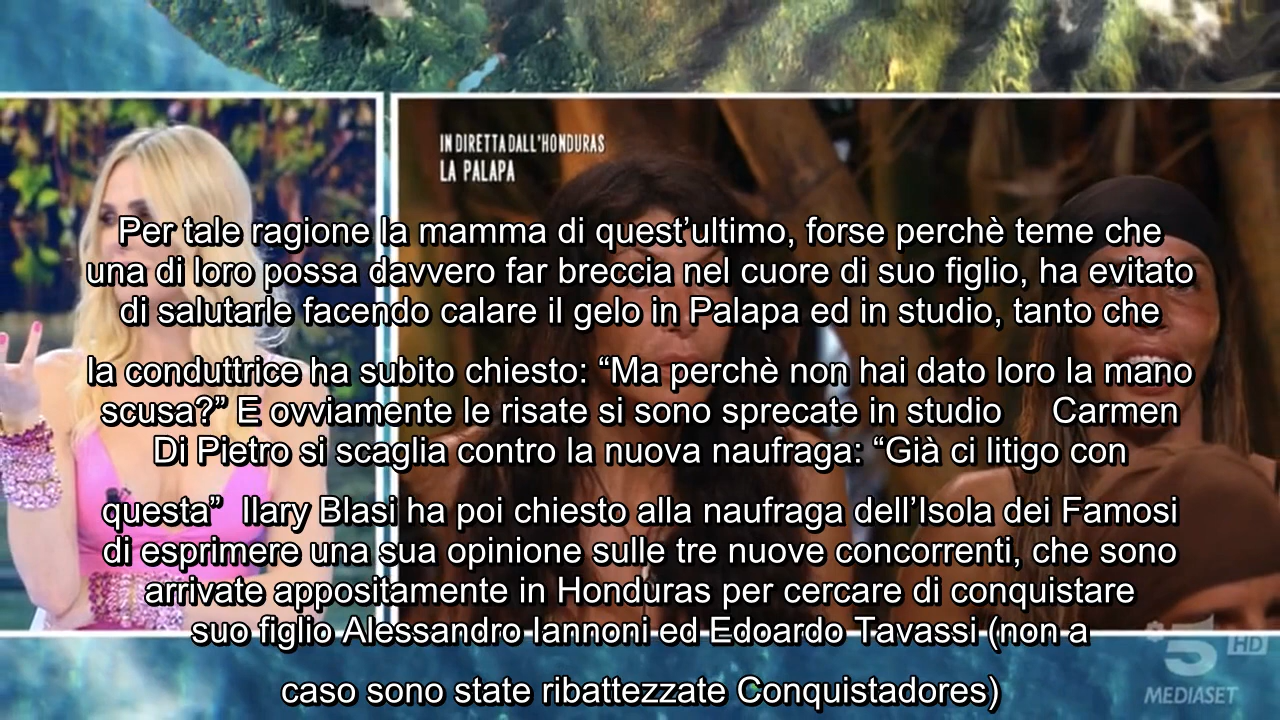 IN DIRETTA DALL'HONDURAS
LA PALAPA
Per tale ragione la mamma di quest’ultimo, forse perchè teme che
una di loro possa davvero far breccia nel cuore di suo figlio, ha evitato
di salutarle facendo calare il gelo in Palapa ed in studio, tanto che
la conduttrice ha subito chiesto: “Ma perchè non hai dato loro la mano
scusa?” E ovviamente le risate si sono sprecate in studio Carmen
Di Pietro si scaglia contro la nuova naufraga: “Già ci litigo con
questa” Ilary Blasi ha poi chiesto alla naufraga dell’Isola dei Famosi
di esprimere una sua opinione sulle tre nuove concorrenti, che sono
arrivate appositamente in Honduras per cercare di conquistare
suo figlio Alessandro Iannoni ed Edoardo Tavassi (non a
caso sono state ribattezzate Conquistadores)
5 HD
MEDIASET